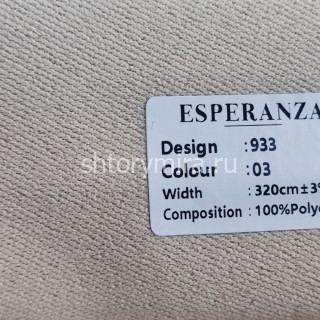 ESPERANZA
Design :933
shtorymira.ru
Colour :03
Width : 320cm±3%
Composition : 100%Polye